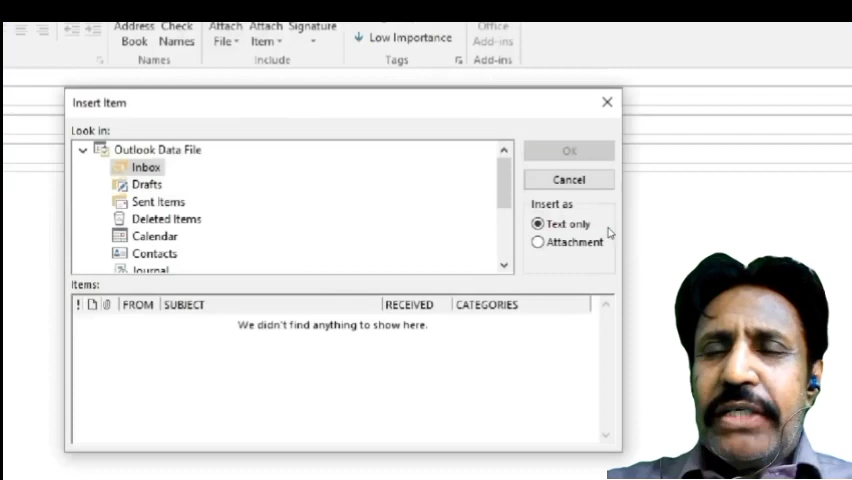 Address Check Attach Attach Signature Office
Book Names File Item Low Importance Add-ins
Names Include Tags Add-ins
Insert Item
Look in:
Outlook Data File
Inbox
OK
Drafts
Cancel
Sent Items
Insert as
Deleted Items
Text only
Calendar
Attachment
Contacts
Journal
Items:
! FROM SUBJECT RECEIVED CATEGORIES
We didn't find anything to show here.